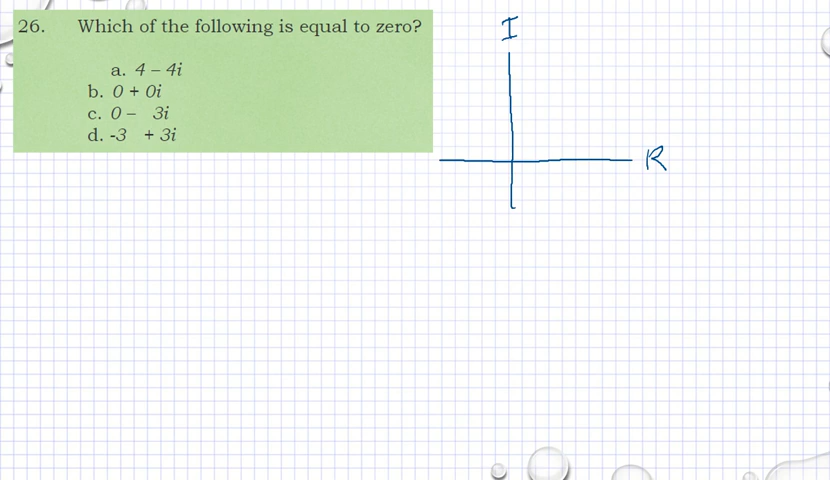 26. Which of the following is equal to zero?
a. 4 – 4i
b. 0 + 0i
c. 0 – 3i
d. -3 + 3i
I
R